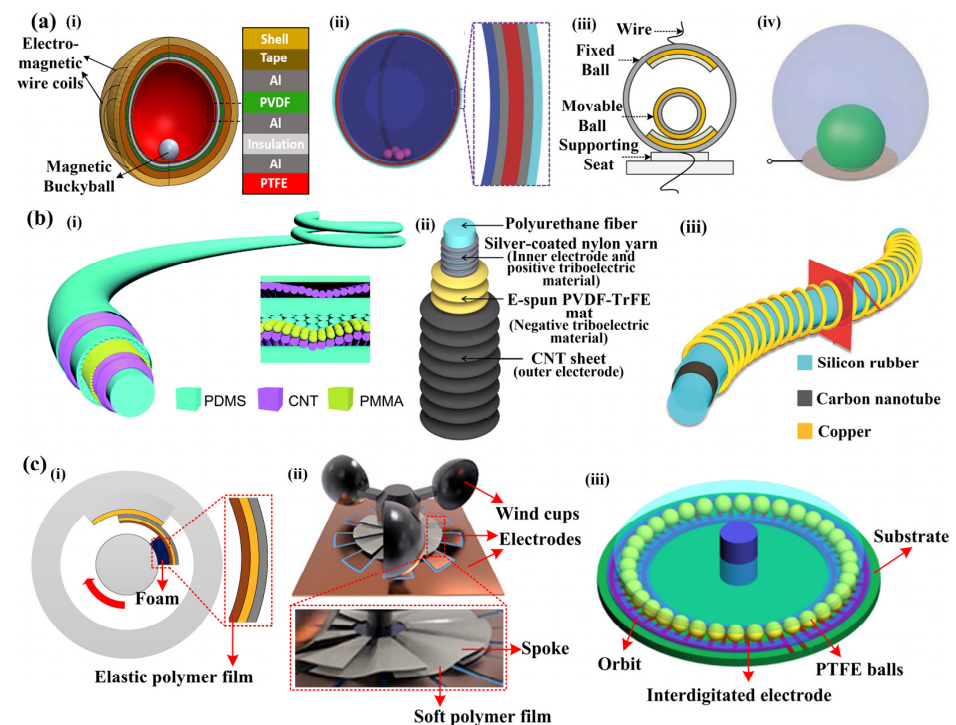 (a) (i)
Electro-
magnetic
wire coils
Magnetic
Buckyball
Shell
Tape
Al
PVDF
Al
Insulation
Al
PTFE
(ii)
(iii)
Wire
Fixed
Ball
Movable
Ball
Supporting
Seat
(iv)
(b) (i)
PDMS
CNT
PMMA
(ii)
Polyurethane fiber
Silver-coated nylon yarn
(Inner electrode and
positive triboelectric
material)
E-spun PVDF-TrFE
mat
(Negative triboelectric
material)
CNT sheet
(outer electerode)
(iii)
Silicon rubber
Carbon nanotube
Copper
(c) (i)
Foam
Elastic polymer film
(ii)
Wind cups
Electrodes
Spoke
Soft polymer film
(iii)
Substrate
Orbit
PTFE balls
Interdigitated electrode